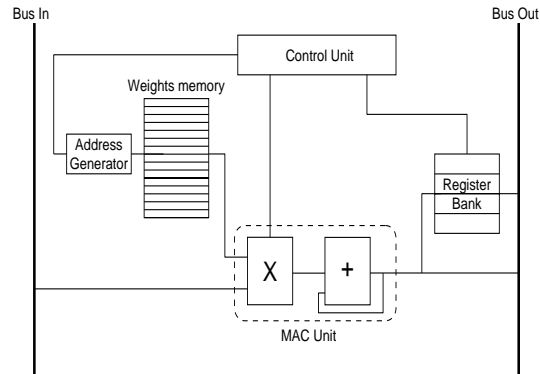 Bus In
Bus Out
Control Unit
Weights memory
Address
Generator
Register
Bank
X
+
MAC Unit